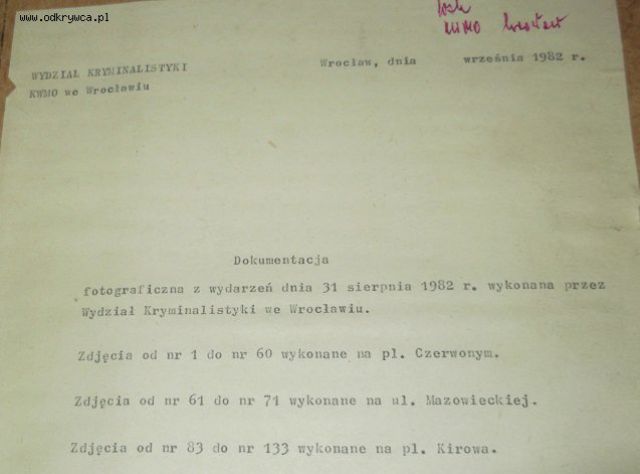 www.odkrywca.pl
KWMO Wrocław
WYDZIAŁ KRYMINALISTYKI
KWMO we Wrocławiu
Wrocław, dnia września 1982 r.
Dokumentacja
fotograficzna z wydarzeń dnia 31 sierpnia 1982 r. wykonana przez
Wydział Kryminalistyki we Wrocławiu.
Zdjęcia od nr 1 do nr 60 wykonane na pl. Czerwonym.
Zdjęcia od nr 61 do nr 71 wykonane na ul. Mazowieckiej.
Zdjęcia od nr 83 do nr 133 wykonane na pl. Kirowa.